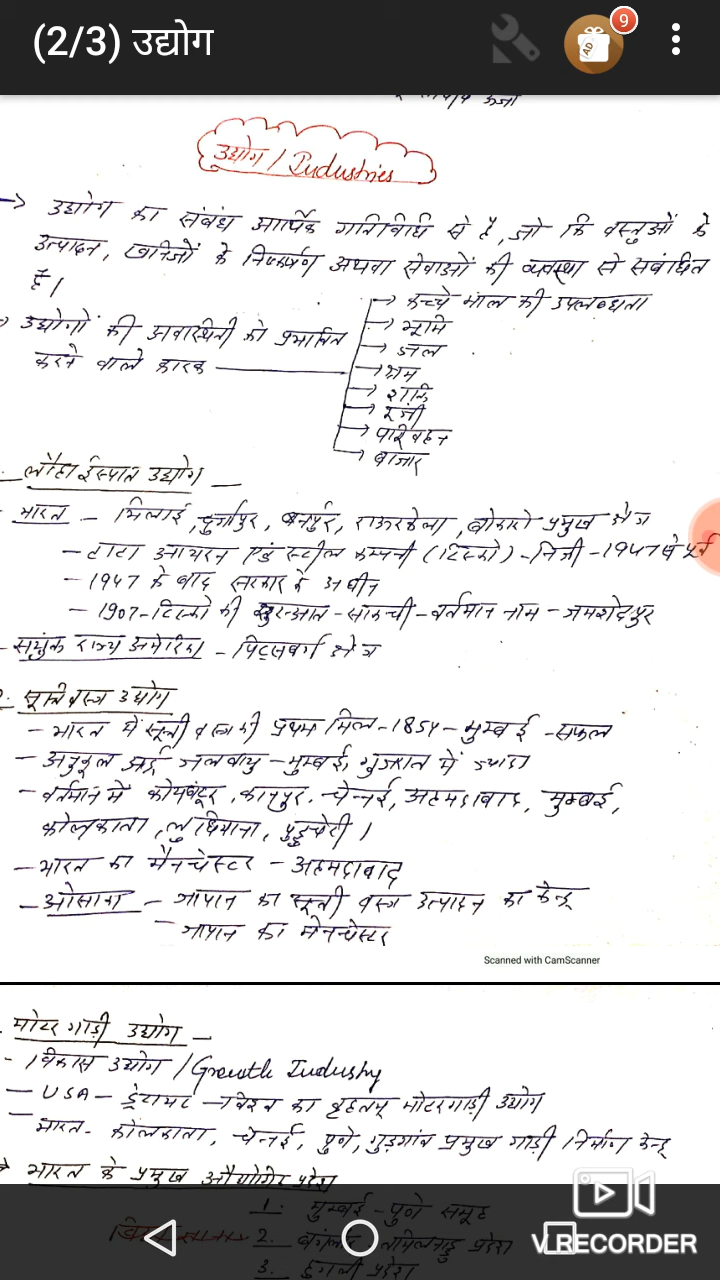 (2/3) उद्योग
9
AD
उद्योग / Industries
→ उद्योग का संबंध आर्थिक गतिविधि से है, जो कि वस्तुओं के
उत्पादन, खनिजों के निष्कर्षण अथवा सेवाओं की व्यवस्था से संबंधित
है।
उद्योगों की अवस्थिती को प्रभावित
करने वाले कारक
→ कच्चे माल की उपलब्धता
→ भूमि
→ जल
→ श्रम
→ शक्ति
→ पूंजी
→ परिवहन
→ बाजार
लौहा ईस्पात उद्योग –
भारत – भिलाई, दुर्गापुर, बर्नपुर, राऊरकेला, बोकारो प्रमुख क्षेत्र
– टाटा आयरन एंड स्टील कम्पनी (टिस्को) – निजी – 1947 से पूर्व
– 1947 के बाद सरकार के अधीन
– 1907 – टिस्को की शुरुआत – साकची – वर्तमान नाम – जमशेदपुर
– संयुक्त राज्य अमेरिका – पिट्सबर्ग क्षेत्र
सूतिवस्त्र उद्योग
– भारत में सूती वस्त्र की प्रथम मिल – 1854 – मुम्बई – सफल
– अनुकूल आर्द्र जलवायु – मुम्बई, गुजरात में ज्यादा
– वर्तमान में कोयंबटूर, कानपुर, चेन्नई, अहमदाबाद, मुम्बई,
कोलकाता, लुधियाना, पुडुचेरी।
– भारत का मैनचेस्टर – अहमदाबाद
– ओसाका – जापान का सूती वस्त्र उत्पादन का केन्द्र
– जापान का मैनचेस्टर
Scanned with CamScanner
मोटर गाड़ी उद्योग –
– विकास उद्योग / Growth Industry
– USA – ड्रेटायट – विश्व का वृहतम् मोटरगाड़ी उद्योग
– भारत – कोलकाता, चेन्नई, पुणे, गुड़गांव प्रमुख गाड़ी निर्माण केन्द्र
→ भारत के प्रमुख औद्योगिक प्रदेश
1. मुम्बई – पुणे समूह
2. तमिलनाडु प्रदेश
3. हुगली प्रदेश
V RECORDER